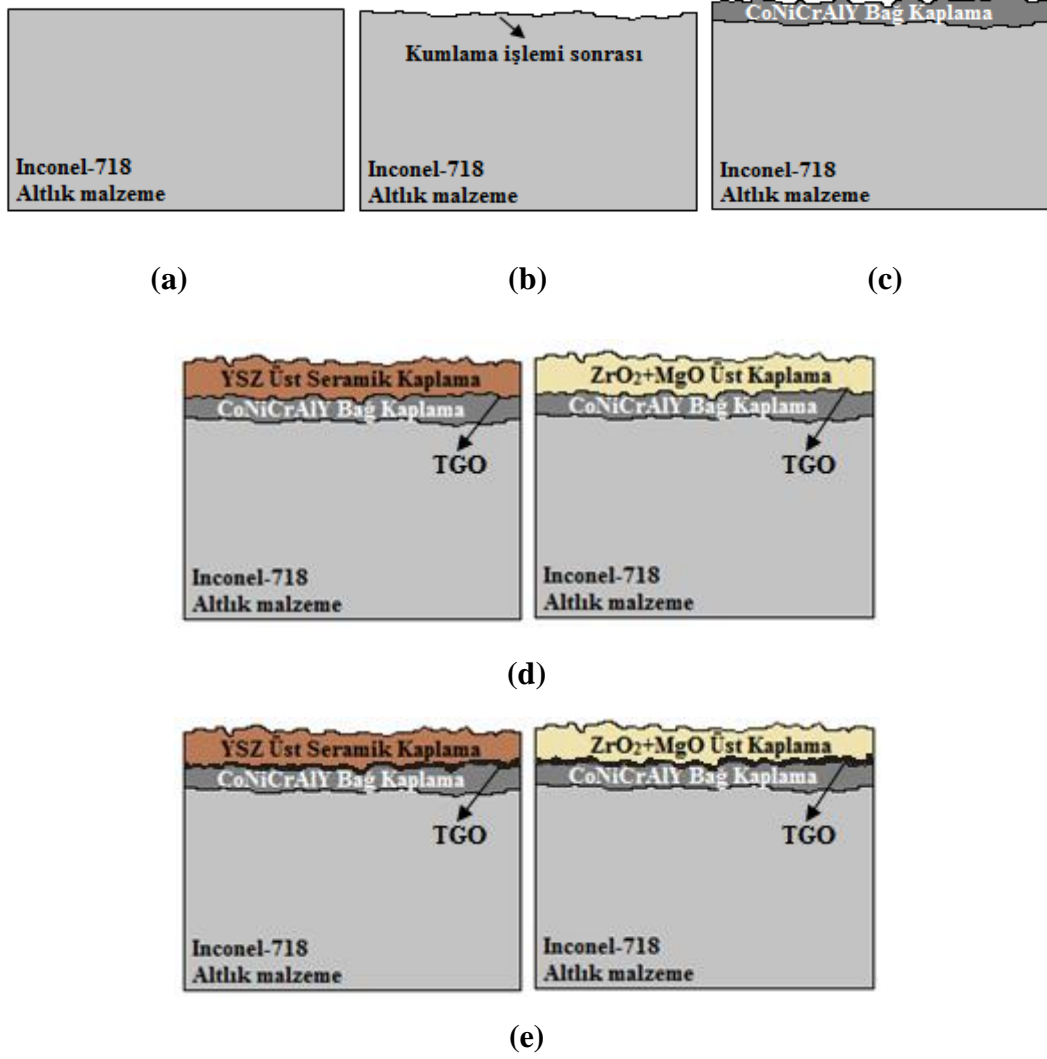 Inconel-718
Altlık malzeme
Kumlama işlemi sonrası
Inconel-718
Altlık malzeme
CoNiCrAlY Bağ Kaplama
Inconel-718
Altlık malzeme
(a)
(b)
(c)
YSZ Üst Seramik Kaplama
CoNiCrAlY Bağ Kaplama
TGO
Inconel-718
Altlık malzeme
ZrO₂+MgO Üst Kaplama
CoNiCrAlY Bağ Kaplama
TGO
Inconel-718
Altlık malzeme
(d)
YSZ Üst Seramik Kaplama
CoNiCrAlY Bağ Kaplama
TGO
Inconel-718
Altlık malzeme
ZrO₂+MgO Üst Kaplama
CoNiCrAlY Bağ Kaplama
TGO
Inconel-718
Altlık malzeme
(e)